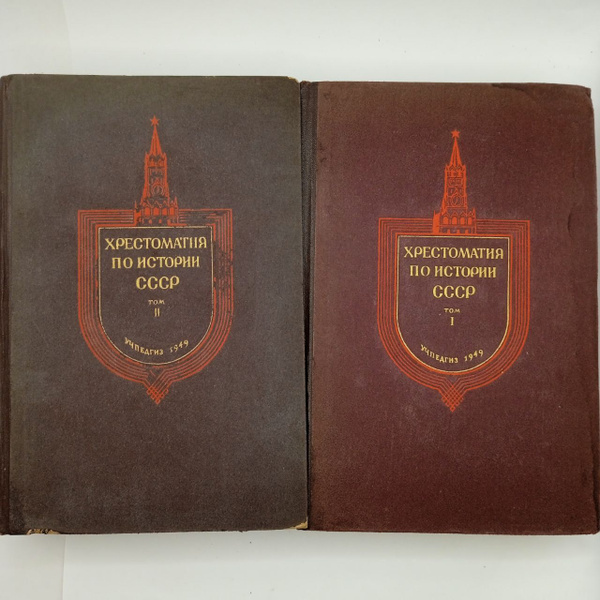 ХРЕСТОМАТИЯ
ПО ИСТОРИИ
СССР
ТОМ
II
УЧПЕДГИЗ 1949
ХРЕСТОМАТИЯ
ПО ИСТОРИИ
СССР
ТОМ
I
УЧПЕДГИЗ 1949